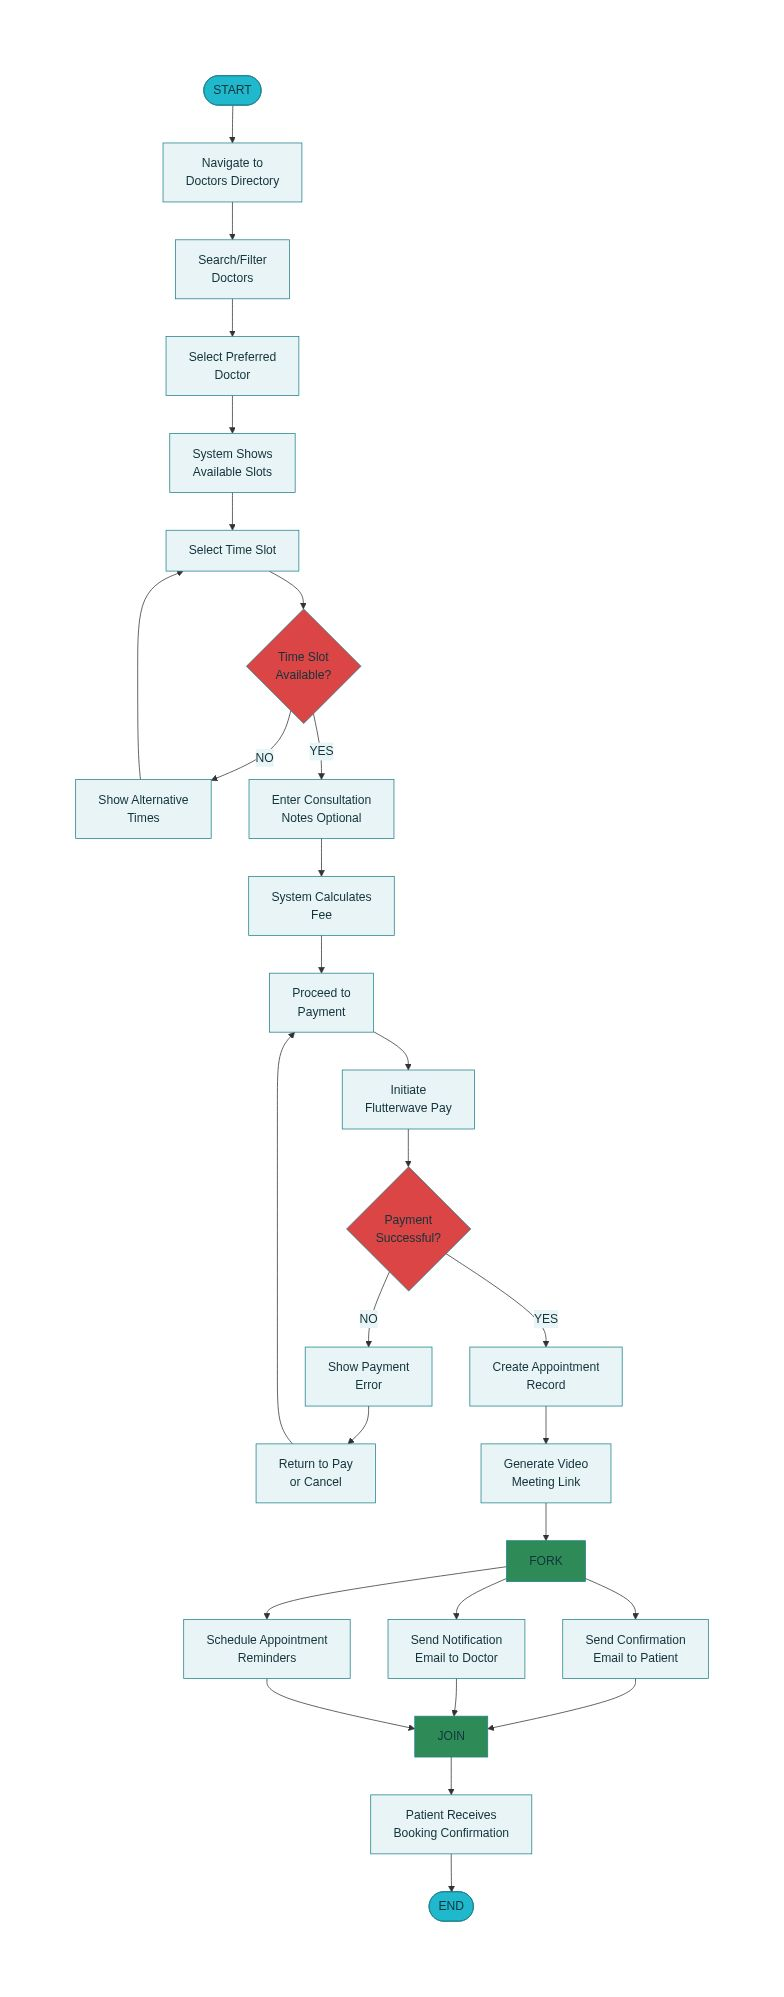 START
Navigate to
Doctors Directory
Search/Filter
Doctors
Select Preferred
Doctor
System Shows
Available Slots
Select Time Slot
Time Slot
Available?
NO
YES
Show Alternative
Times
Enter Consultation
Notes Optional
System Calculates
Fee
Proceed to
Payment
Initiate
Flutterwave Pay
Payment
Successful?
NO
YES
Show Payment
Error
Create Appointment
Record
Return to Pay
or Cancel
Generate Video
Meeting Link
FORK
Schedule Appointment
Reminders
Send Notification
Email to Doctor
Send Confirmation
Email to Patient
JOIN
Patient Receives
Booking Confirmation
END